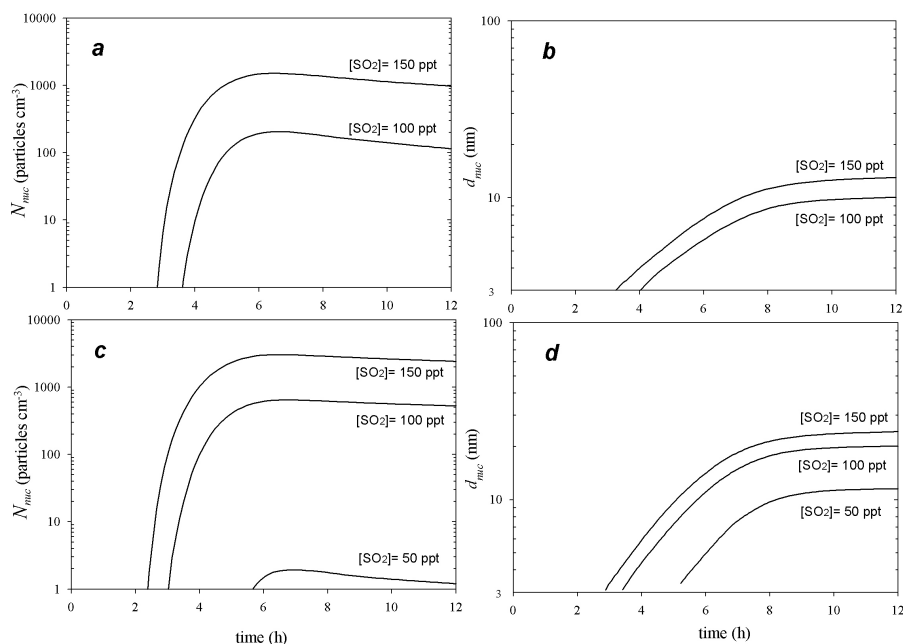 a
10000
1000
100
10
1
N_nuc (particles cm⁻³)
[SO₂]= 150 ppt
[SO₂]= 100 ppt
0 2 4 6 8 10 12
b
100
10
3
d_nuc (nm)
[SO₂]= 150 ppt
[SO₂]= 100 ppt
0 2 4 6 8 10 12
c
10000
1000
100
10
1
N_nuc (particles cm⁻³)
[SO₂]= 150 ppt
[SO₂]= 100 ppt
[SO₂]= 50 ppt
0 2 4 6 8 10 12
time (h)
d
100
10
3
d_nuc (nm)
[SO₂]= 150 ppt
[SO₂]= 100 ppt
[SO₂]= 50 ppt
0 2 4 6 8 10 12
time (h)